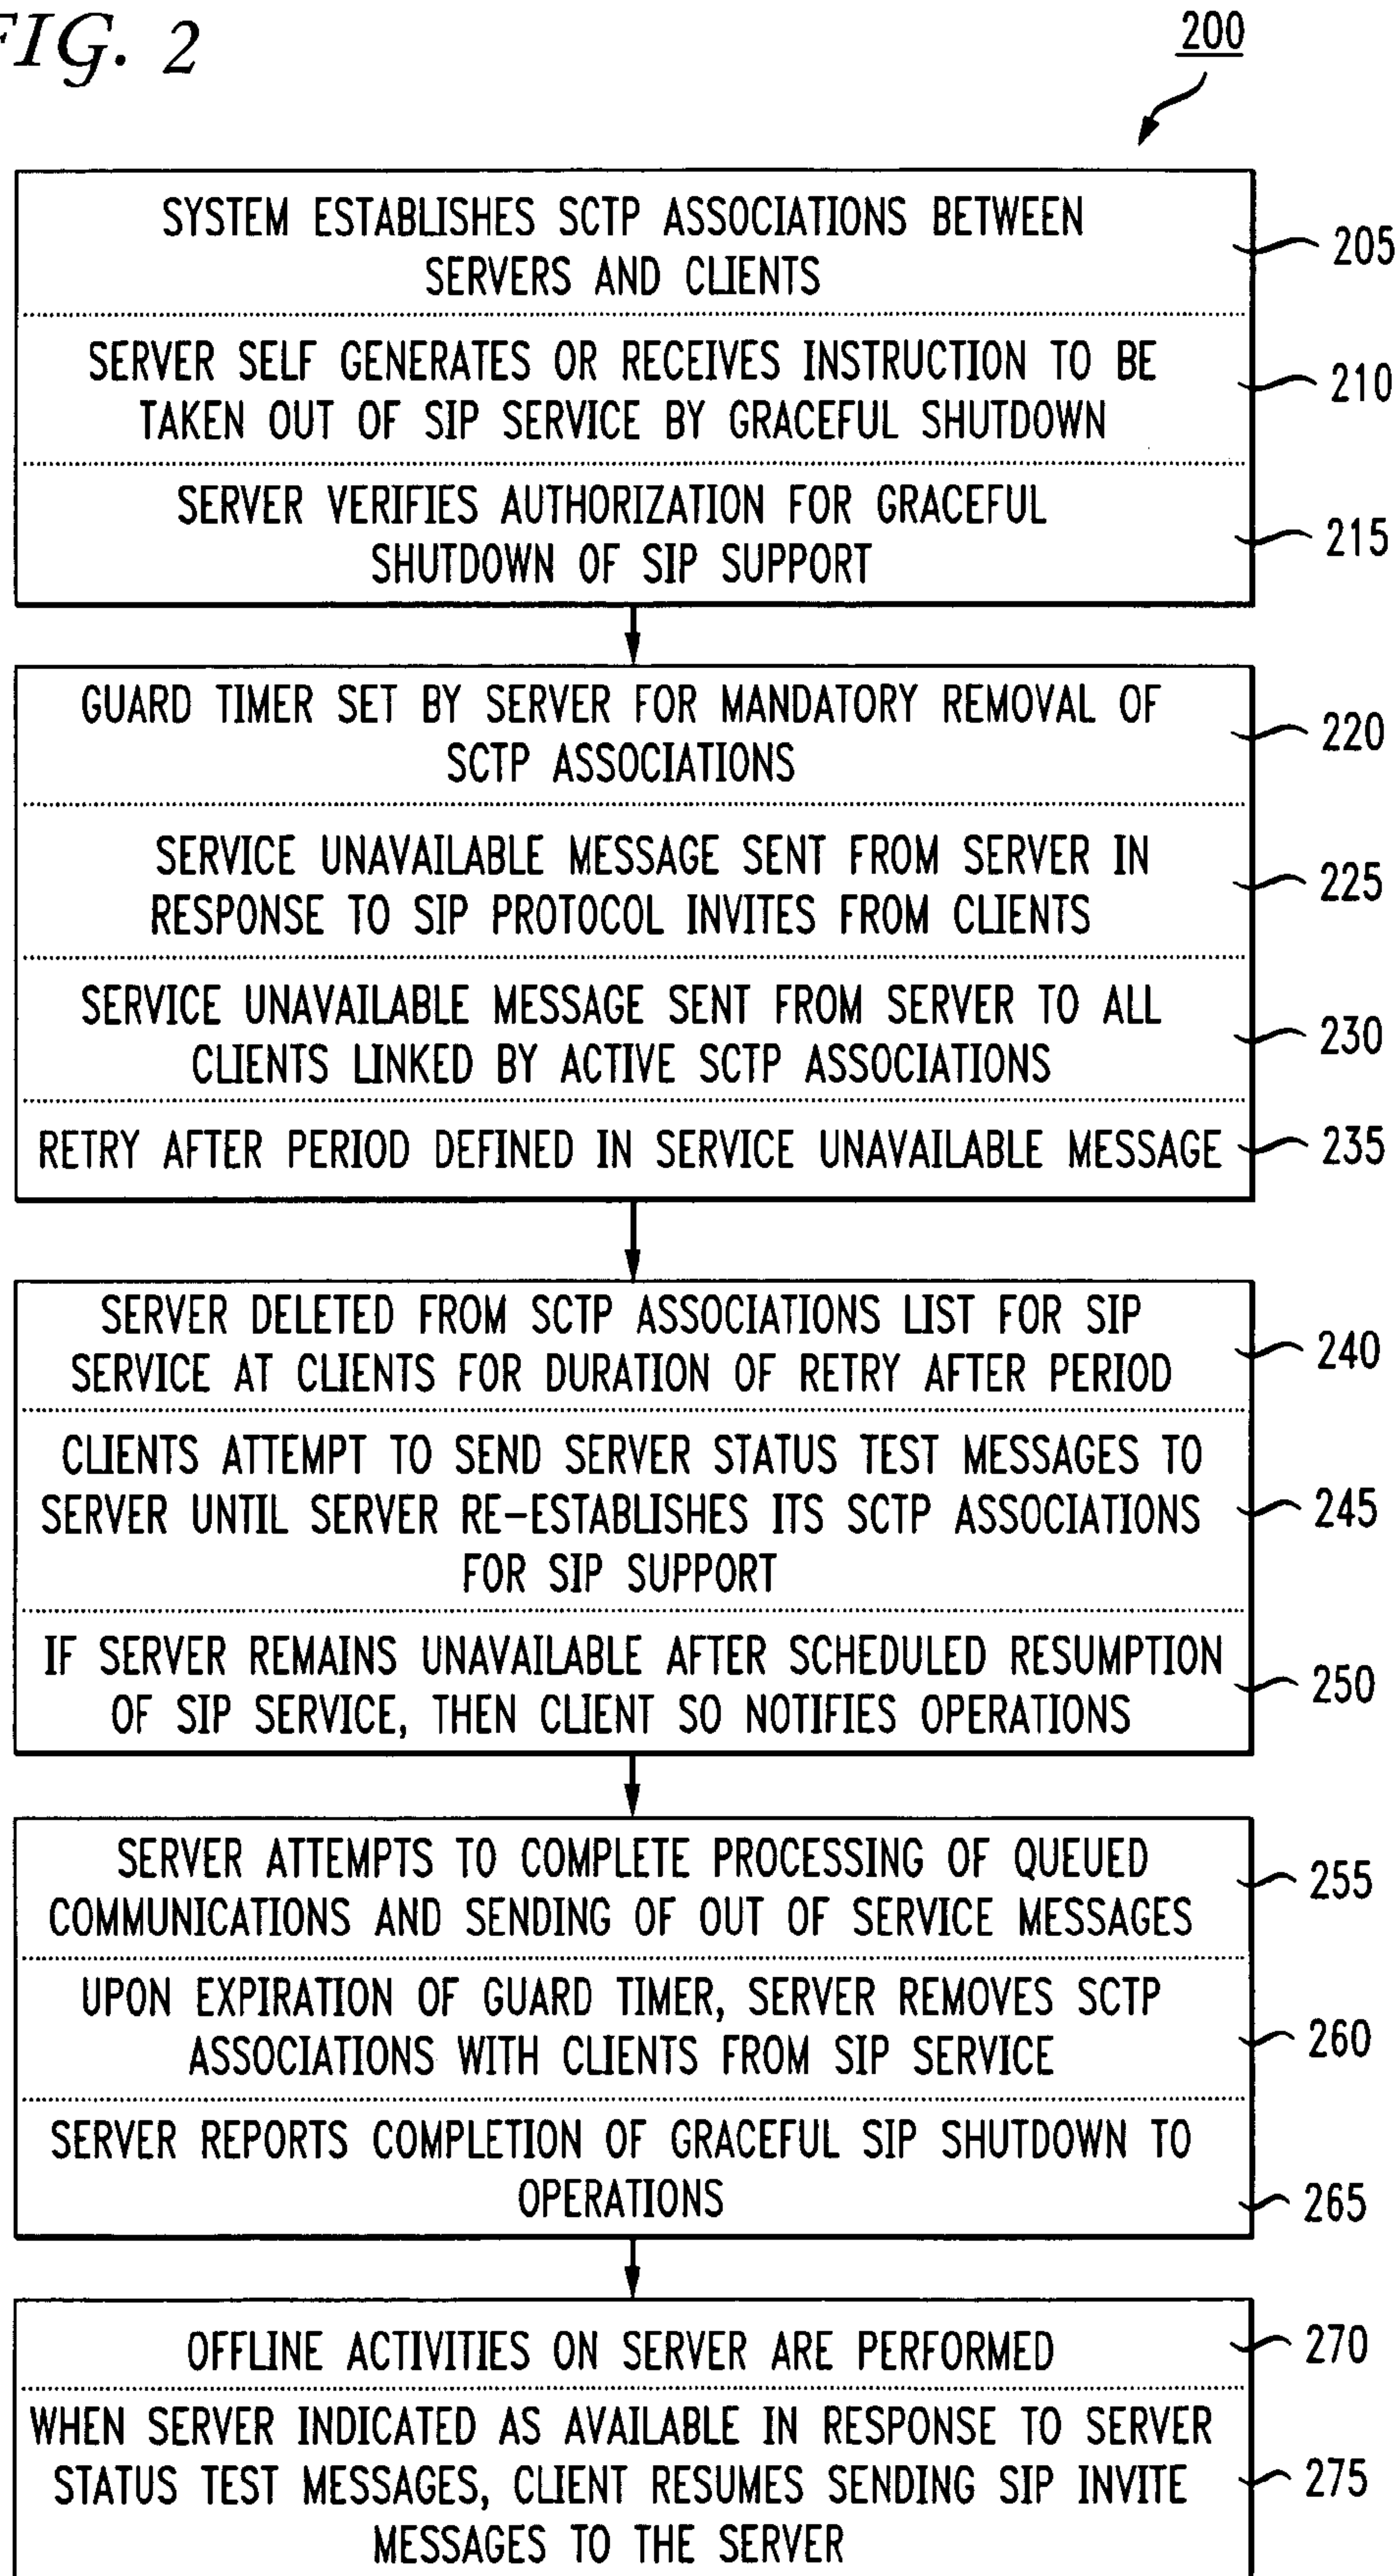 FIG. 2
200
SYSTEM ESTABLISHES SCTP ASSOCIATIONS BETWEEN
SERVERS AND CLIENTS
205
SERVER SELF GENERATES OR RECEIVES INSTRUCTION TO BE
TAKEN OUT OF SIP SERVICE BY GRACEFUL SHUTDOWN
210
SERVER VERIFIES AUTHORIZATION FOR GRACEFUL
SHUTDOWN OF SIP SUPPORT
215
GUARD TIMER SET BY SERVER FOR MANDATORY REMOVAL OF
SCTP ASSOCIATIONS
220
SERVICE UNAVAILABLE MESSAGE SENT FROM SERVER IN
RESPONSE TO SIP PROTOCOL INVITES FROM CLIENTS
225
SERVICE UNAVAILABLE MESSAGE SENT FROM SERVER TO ALL
CLIENTS LINKED BY ACTIVE SCTP ASSOCIATIONS
230
RETRY AFTER PERIOD DEFINED IN SERVICE UNAVAILABLE MESSAGE
235
SERVER DELETED FROM SCTP ASSOCIATIONS LIST FOR SIP
SERVICE AT CLIENTS FOR DURATION OF RETRY AFTER PERIOD
240
CLIENTS ATTEMPT TO SEND SERVER STATUS TEST MESSAGES TO
SERVER UNTIL SERVER RE-ESTABLISHES ITS SCTP ASSOCIATIONS
FOR SIP SUPPORT
245
IF SERVER REMAINS UNAVAILABLE AFTER SCHEDULED RESUMPTION
OF SIP SERVICE, THEN CLIENT SO NOTIFIES OPERATIONS
250
SERVER ATTEMPTS TO COMPLETE PROCESSING OF QUEUED
COMMUNICATIONS AND SENDING OF OUT OF SERVICE MESSAGES
255
UPON EXPIRATION OF GUARD TIMER, SERVER REMOVES SCTP
ASSOCIATIONS WITH CLIENTS FROM SIP SERVICE
260
SERVER REPORTS COMPLETION OF GRACEFUL SIP SHUTDOWN TO
OPERATIONS
265
OFFLINE ACTIVITIES ON SERVER ARE PERFORMED
270
WHEN SERVER INDICATED AS AVAILABLE IN RESPONSE TO SERVER
STATUS TEST MESSAGES, CLIENT RESUMES SENDING SIP INVITE
MESSAGES TO THE SERVER
275